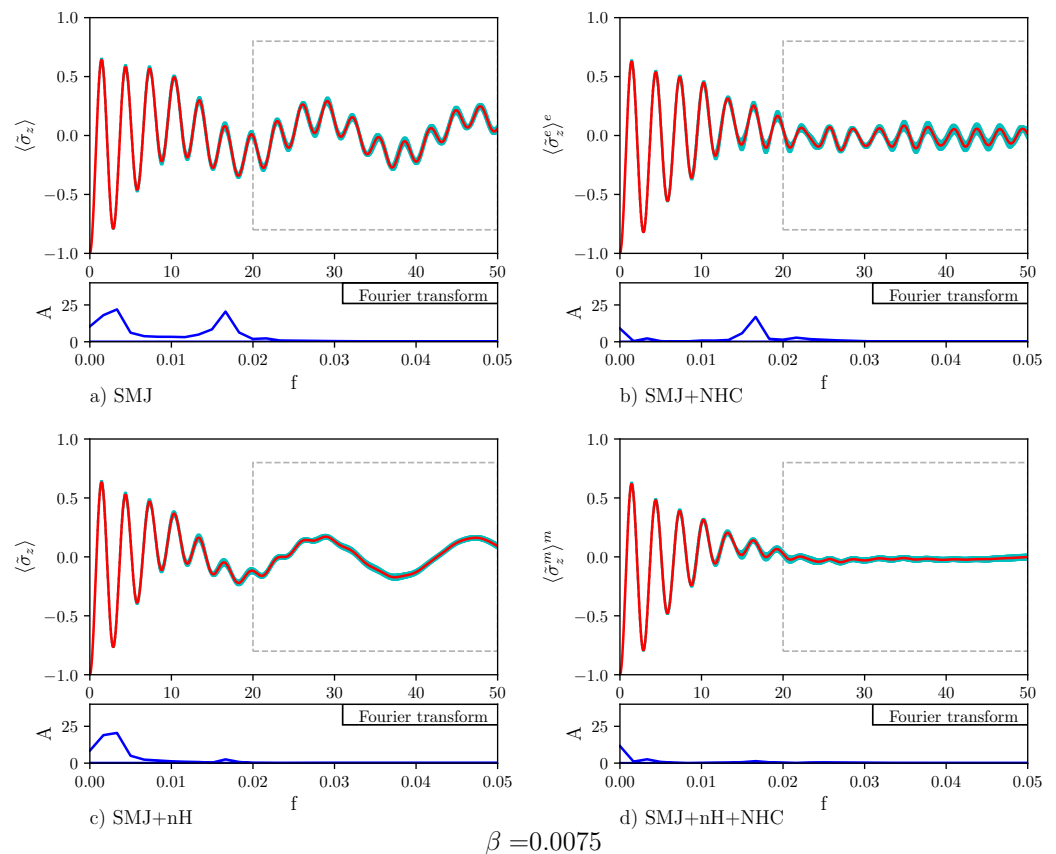 1.0
0.5
0.0
−0.5
−1.0
⟨σ̃z⟩
0 10 20 30 40 50
25
0
A
Fourier transform
0.00 0.01 0.02 0.03 0.04 0.05
f
a) SMJ
1.0
0.5
0.0
−0.5
−1.0
⟨σ̃ᵉz⟩ᵉ
0 10 20 30 40 50
25
0
A
Fourier transform
0.00 0.01 0.02 0.03 0.04 0.05
f
b) SMJ+NHC
1.0
0.5
0.0
−0.5
−1.0
⟨σ̃z⟩
0 10 20 30 40 50
25
0
A
Fourier transform
0.00 0.01 0.02 0.03 0.04 0.05
f
c) SMJ+nH
1.0
0.5
0.0
−0.5
−1.0
⟨σ̃ᵐz⟩ᵐ
0 10 20 30 40 50
25
0
A
Fourier transform
0.00 0.01 0.02 0.03 0.04 0.05
f
d) SMJ+nH+NHC
β =0.0075